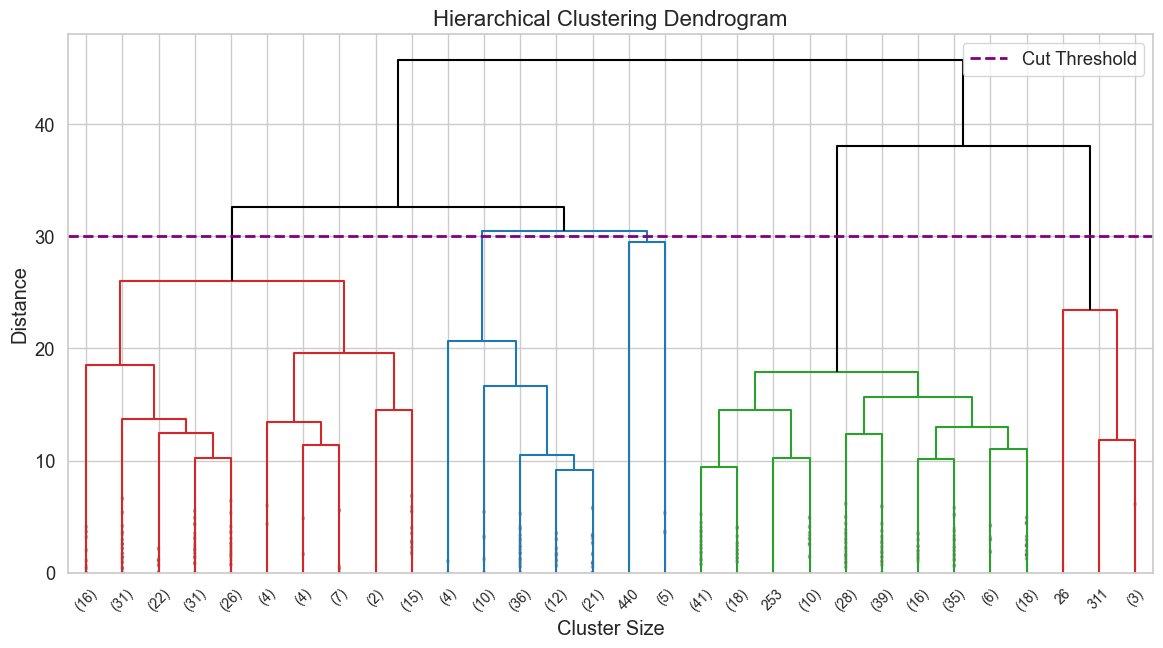 Hierarchical Clustering Dendrogram
Cut Threshold
Distance
40
30
20
10
0
(16) (31) (22) (31) (26) (4) (4) (7) (2) (15) (4) (10) (36) (12) (21) 440 (5) (41) (18) 253 (10) (28) (39) (16) (35) (6) (18) 26 311 (3)
Cluster Size